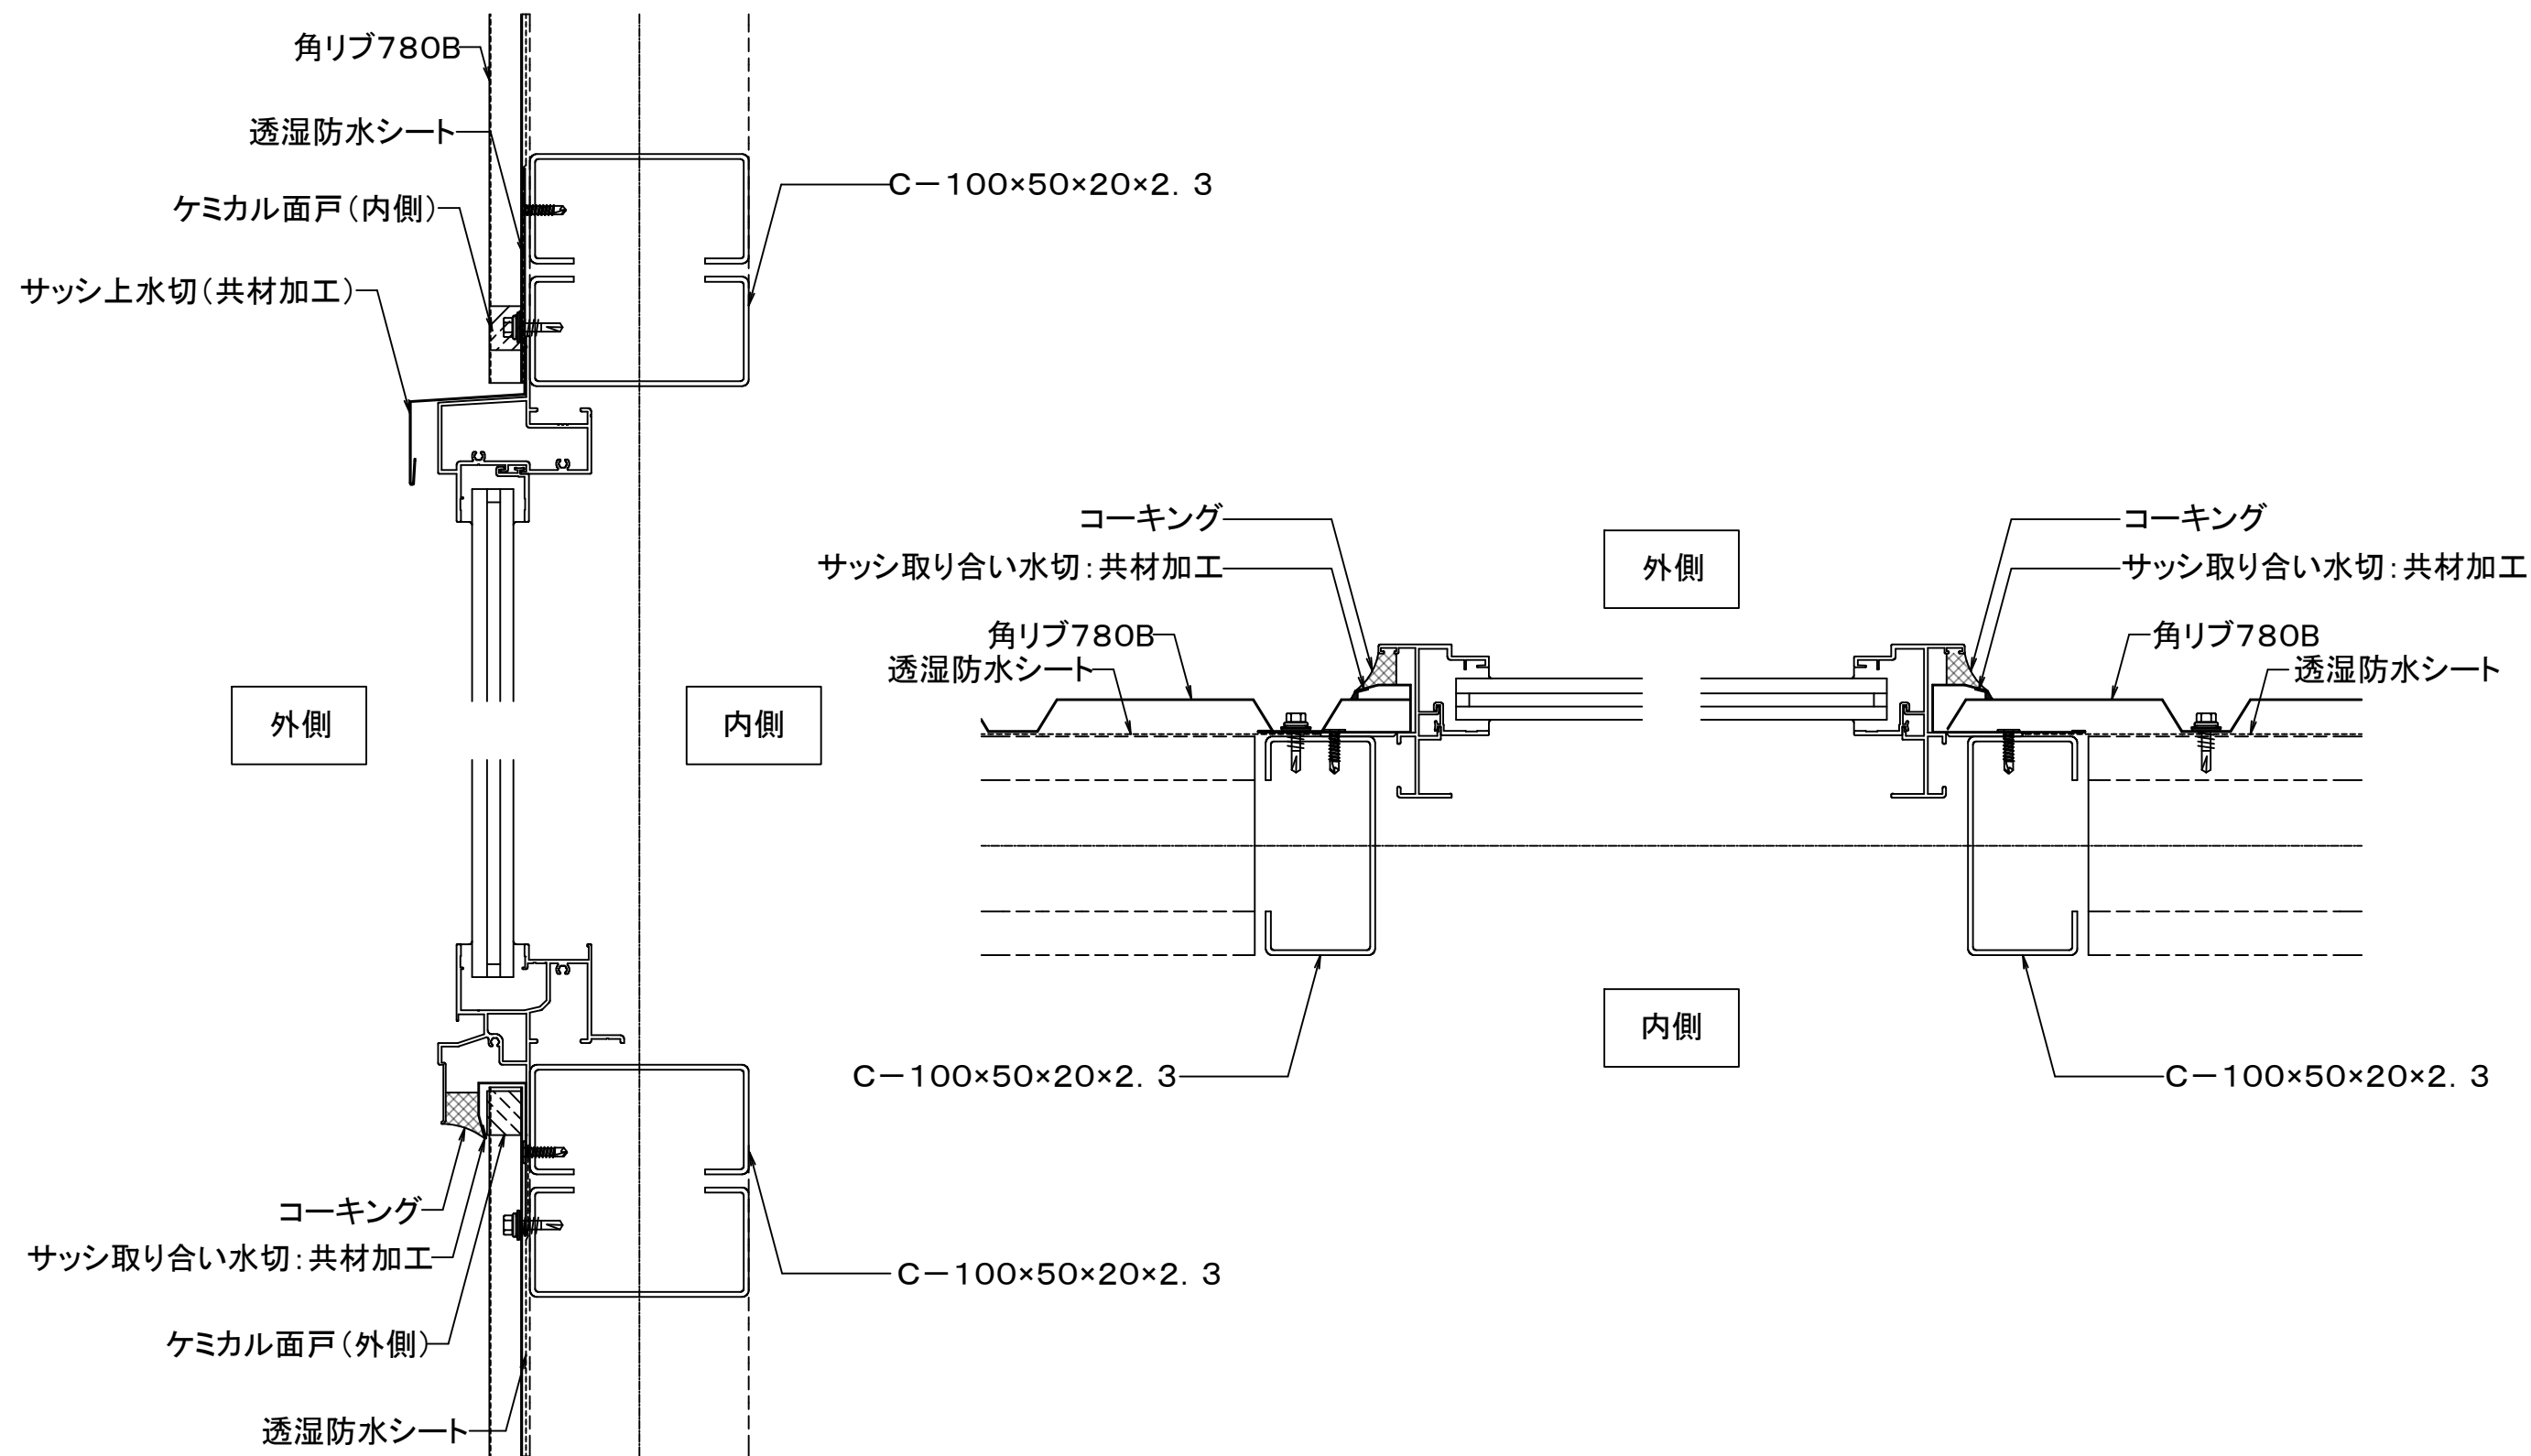 角リブ780B
透湿防水シート
ケミカル面戸(内側)
サッシ上水切(共材加工)
C-100×50×20×2.3
外側
内側
コーキング
サッシ取り合い水切:共材加工
ケミカル面戸(外側)
透湿防水シート
C-100×50×20×2.3
コーキング
サッシ取り合い水切:共材加工
角リブ780B
透湿防水シート
外側
コーキング
サッシ取り合い水切:共材加工
角リブ780B
透湿防水シート
内側
C-100×50×20×2.3
C-100×50×20×2.3